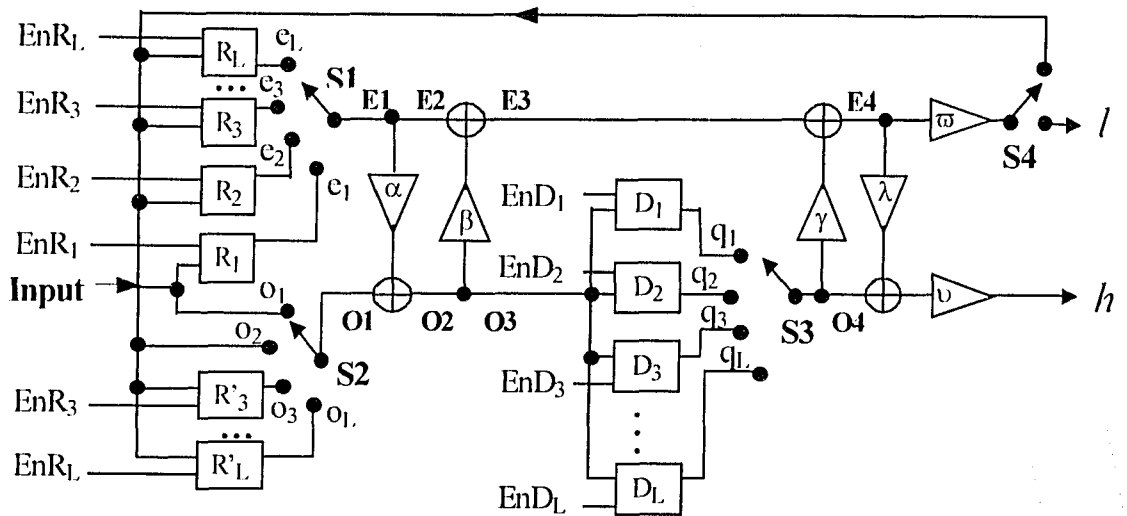 EnR_L R_L e_L
S1
... e_3
EnR_3 R_3
E1 E2 E3 E4 ϖ l
e_2
S4
EnR_2 R_2
e_1
α β γ λ
EnD_1 D_1
EnR_1 R_1
q_1
Input
o_1
EnD_2 D_2 q_2
υ h
O1 O2 O3
S3 O4
o_2
q_3
S2
D_3 q_L
EnD_3
EnR_3 R'_3 o_3
o_L
...
EnR_L R'_L
D_L
EnD_L